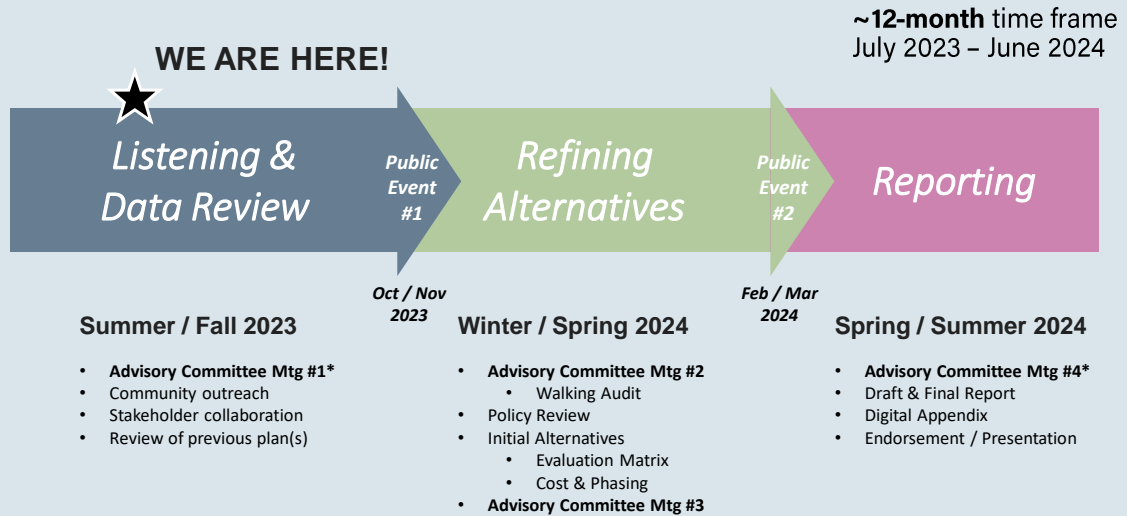 ~12-month time frame
July 2023 – June 2024
WE ARE HERE!
Listening &
Data Review
Public
Event
#1
Refining
Alternatives
Public
Event
#2
Reporting
Oct / Nov
2023
Feb / Mar
2024
Summer / Fall 2023
• Advisory Committee Mtg #1*
• Community outreach
• Stakeholder collaboration
• Review of previous plan(s)
Winter / Spring 2024
• Advisory Committee Mtg #2
• Walking Audit
• Policy Review
• Initial Alternatives
• Evaluation Matrix
• Cost & Phasing
• Advisory Committee Mtg #3
Spring / Summer 2024
• Advisory Committee Mtg #4*
• Draft & Final Report
• Digital Appendix
• Endorsement / Presentation